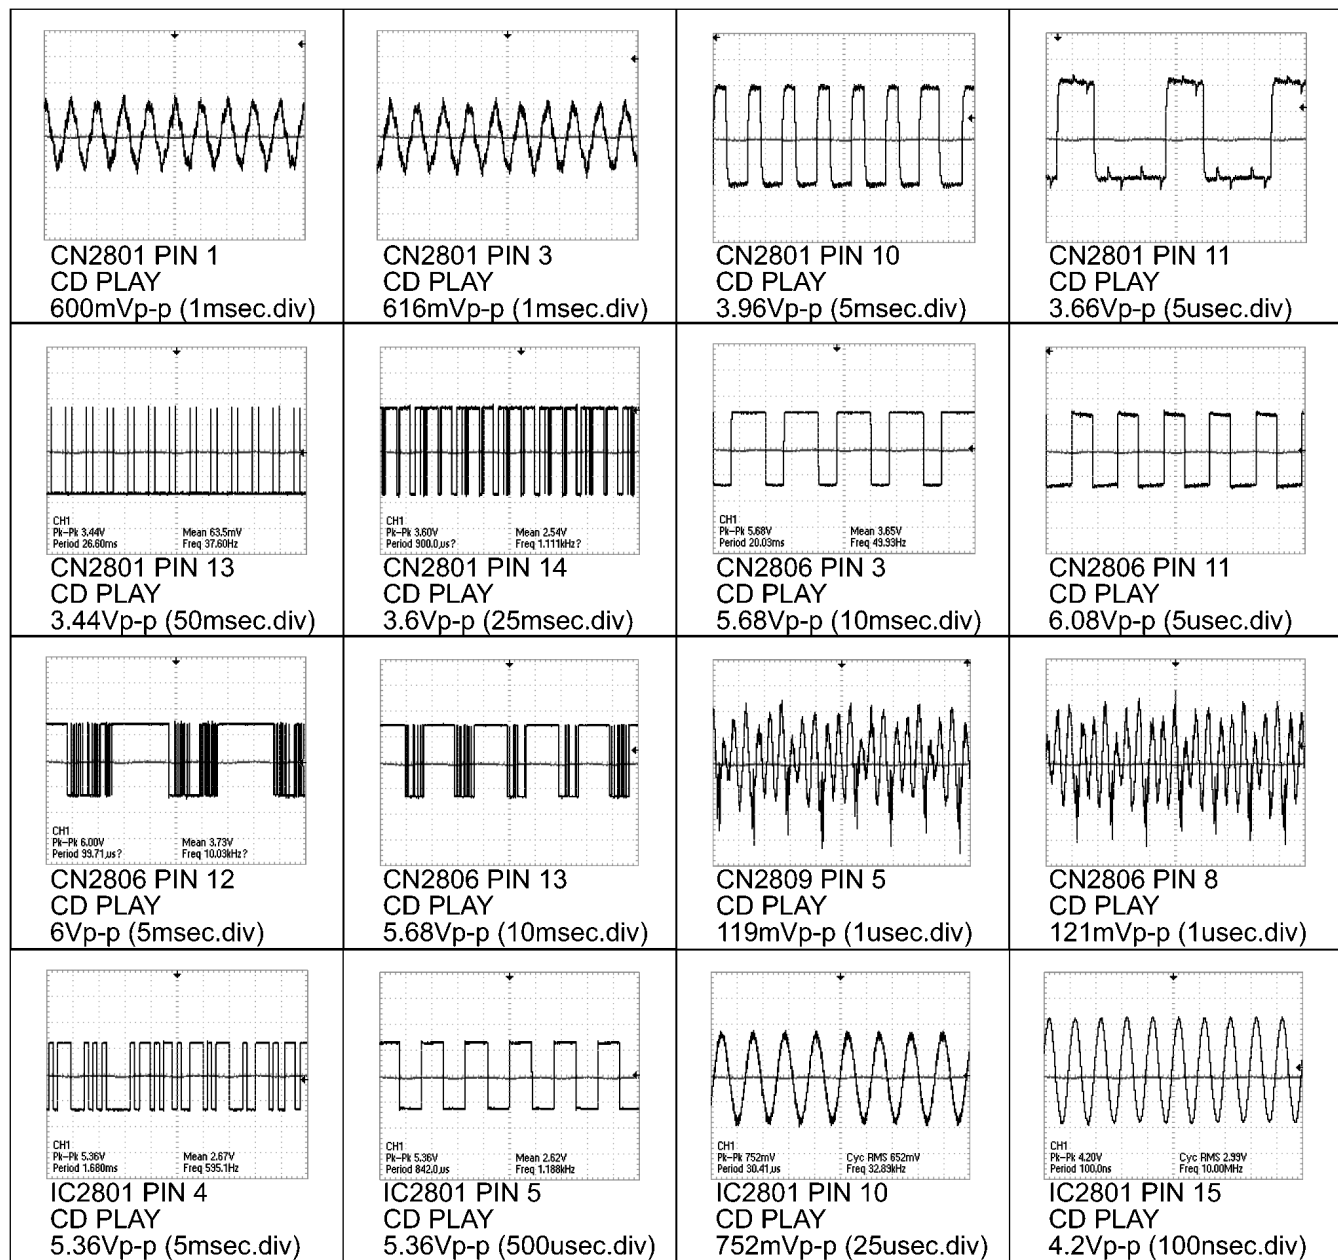 CN2801 PIN 1
CD PLAY
600mVp-p (1msec.div)
CN2801 PIN 3
CD PLAY
616mVp-p (1msec.div)
CN2801 PIN 10
CD PLAY
3.96Vp-p (5msec.div)
CN2801 PIN 11
CD PLAY
3.66Vp-p (5usec.div)
CH1
Pk-Pk 3.44V Mean 63.5mV
Period 26.60ms Freq 37.60Hz
CN2801 PIN 13
CD PLAY
3.44Vp-p (50msec.div)
CH1
Pk-Pk 3.60V Mean 2.54V
Period 900.0µs? Freq 1.111kHz?
CN2801 PIN 14
CD PLAY
3.6Vp-p (25msec.div)
CH1
Pk-Pk 5.68V Mean 3.65V
Period 20.03ms Freq 49.93Hz
CN2806 PIN 3
CD PLAY
5.68Vp-p (10msec.div)
CN2806 PIN 11
CD PLAY
6.08Vp-p (5usec.div)
CH1
Pk-Pk 6.00V Mean 3.73V
Period 99.71µs? Freq 10.03kHz?
CN2806 PIN 12
CD PLAY
6Vp-p (5msec.div)
CN2806 PIN 13
CD PLAY
5.68Vp-p (10msec.div)
CN2809 PIN 5
CD PLAY
119mVp-p (1usec.div)
CN2806 PIN 8
CD PLAY
121mVp-p (1usec.div)
CH1
Pk-Pk 5.36V Mean 2.67V
Period 1.680ms Freq 595.1Hz
IC2801 PIN 4
CD PLAY
5.36Vp-p (5msec.div)
CH1
Pk-Pk 5.36V Mean 2.62V
Period 842.0µs Freq 1.188kHz
IC2801 PIN 5
CD PLAY
5.36Vp-p (500usec.div)
CH1
Pk-Pk 752mV Cyc RMS 652mV
Period 30.41µs Freq 32.89kHz
IC2801 PIN 10
CD PLAY
752mVp-p (25usec.div)
CH1
Pk-Pk 4.20V Cyc RMS 2.99V
Period 100.0ns Freq 10.00MHz
IC2801 PIN 15
CD PLAY
4.2Vp-p (100nsec.div)